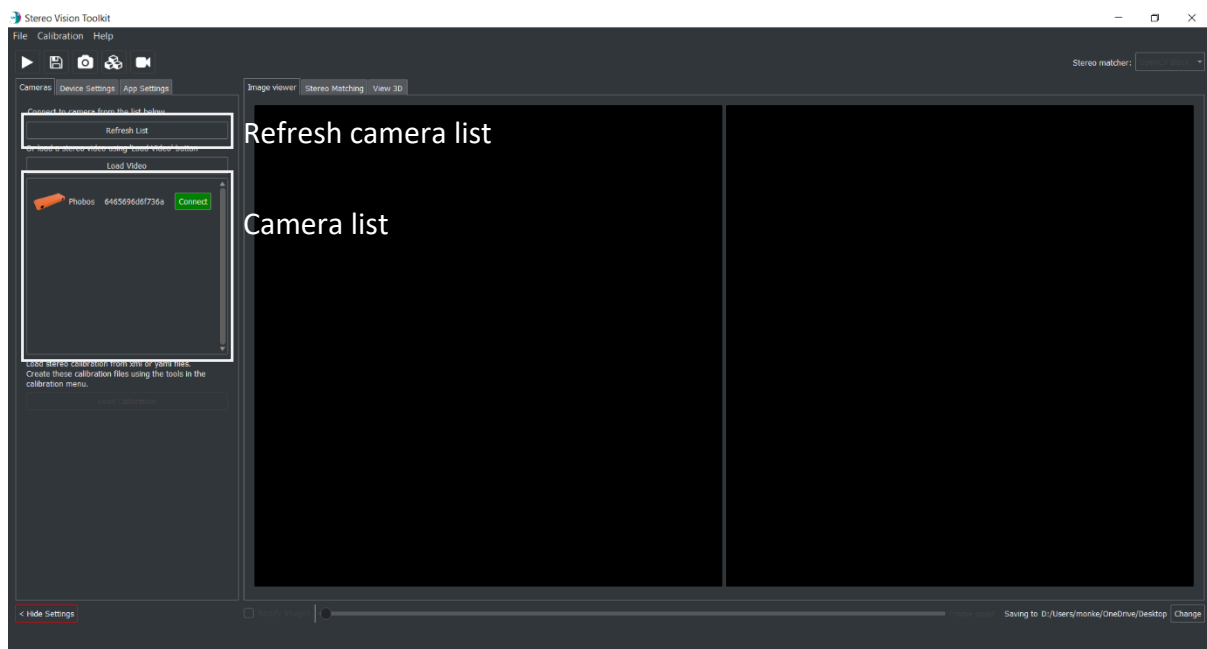 Stereo Vision Toolkit
File Calibration Help
Stereo matcher:
Cameras Device Settings App Settings
Image viewer Stereo Matching View 3D
Connect to camera from the list below
Refresh List
Refresh camera list
Or load a stereo video using 'Load Video' button
Load Video
Phobos 6465696d6f736a Connect
Camera list
Load stereo calibration from xml or yaml files.
Create these calibration files using the tools in the
calibration menu.
Load Calibration
< Hide Settings
Saving to D:/Users/monke/OneDrive/Desktop Change